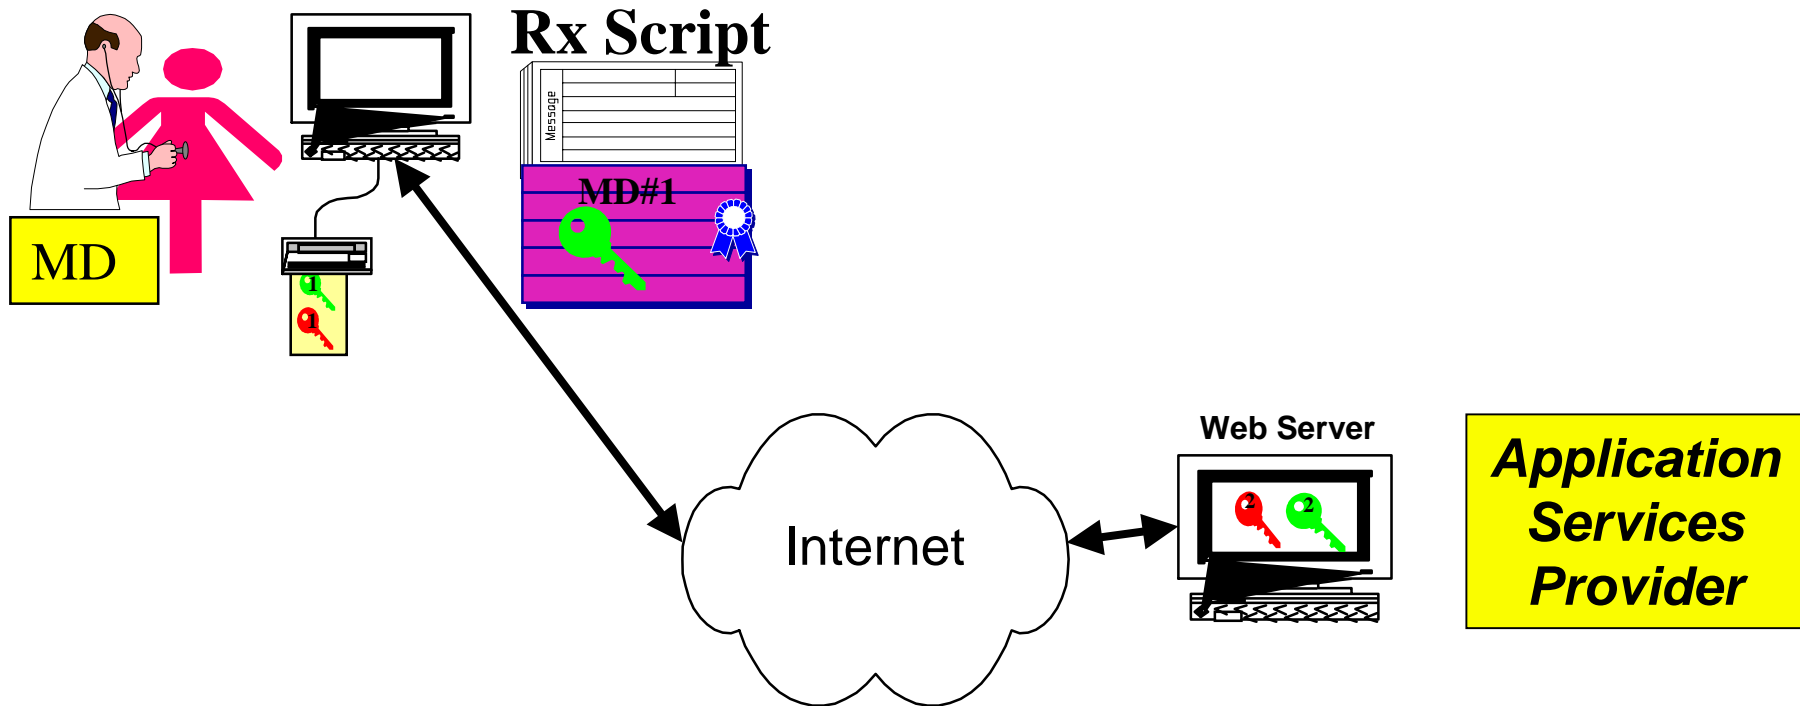 Rx Script
Message
MD#1
MD
1
1
Web Server
2 2
Internet
Application
Services
Provider